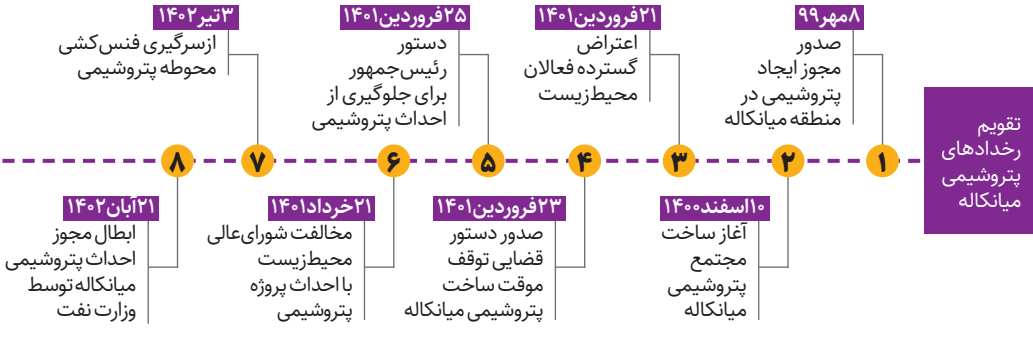 تقویم
رخدادهای
پتروشیمی
میانکاله
۱
۸مهر۹۹
صدور
مجوز ایجاد
پتروشیمی در
منطقه میانکاله
۲
۱۰اسفند۱۴۰۰
آغاز ساخت
مجتمع
پتروشیمی
میانکاله
۳
۲۱فروردین۱۴۰۱
اعتراض
گسترده فعالان
محیط‌زیست
۴
۲۳فروردین۱۴۰۱
صدور دستور
قضایی توقف
موقت ساخت
پتروشیمی میانکاله
۵
۲۵فروردین۱۴۰۱
دستور
رئیس‌جمهور
برای جلوگیری از
احداث پتروشیمی
۶
۲۱خرداد۱۴۰۱
مخالفت شورای‌عالی
محیط‌زیست
با احداث پروژه
پتروشیمی
۷
۳تیر۱۴۰۲
ازسرگیری فنس‌کشی
محوطه پتروشیمی
۸
۲۱آبان۱۴۰۲
ابطال مجوز
احداث پتروشیمی
میانکاله توسط
وزارت نفت